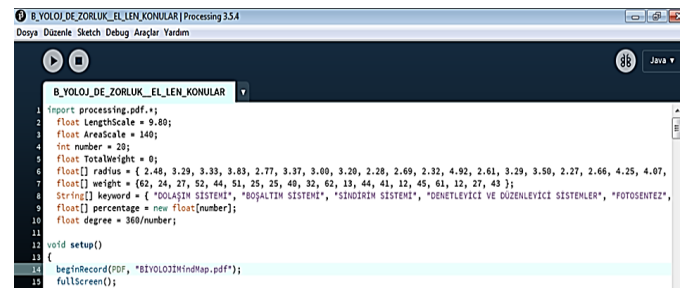 B_YOLOJ_DE_ZORLUK__EL_LEN_KONULAR | Processing 3.5.4
Dosya Düzenle Sketch Debug Araçlar Yardım
Java ▼
B_YOLOJ_DE_ZORLUK__EL_LEN_KONULAR ▼
1 import processing.pdf.*;
2 float LengthScale = 9.80;
3 float AreaScale = 140;
4 int number = 20;
5 float TotalWeight = 0;
6 float[] radius = { 2.48, 3.29, 3.33, 3.83, 2.77, 3.37, 3.00, 3.20, 2.28, 2.69, 2.32, 4.92, 2.61, 3.29, 3.50, 2.27, 2.66, 4.25, 4.07,
7 float[] weight = {62, 24, 27, 52, 44, 51, 25, 25, 40, 32, 62, 13, 44, 41, 12, 45, 61, 12, 27, 43 };
8 String[] keyword = { "DOLAŞIM SİSTEMİ", "BOŞALTIM SİSTEMİ", "SİNDİRİM SİSTEMİ", "DENETLEYİCİ VE DÜZENLEYİCİ SİSTEMLER", "FOTOSENTEZ",
9 float[] percentage = new float[number];
10 float degree = 360/number;
11
12 void setup()
13 {
14 beginRecord(PDF, "BİYOLOJİMindMap.pdf");
15 fullScreen();